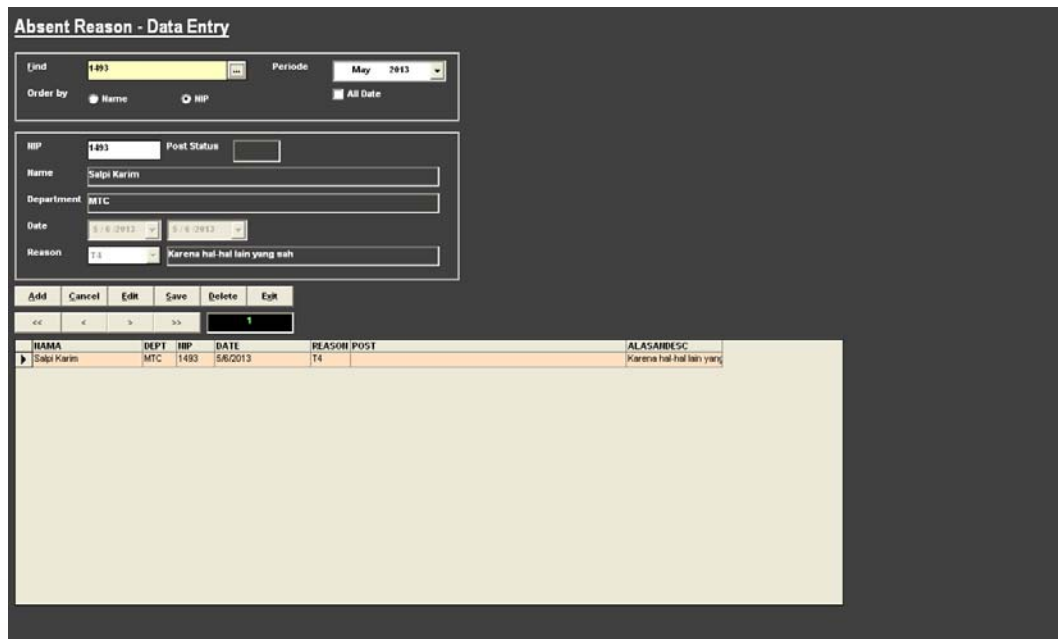 Absent Reason - Data Entry
Find 1493 ... Periode May 2013
Order by Name NIP All Date
NIP 1493 Post Status
Name Salpi Karim
Department MTC
Date 5 / 6 /2013 5 / 6 /2013
Reason T4 Karena hal-hal lain yang sah
Add Cancel Edit Save Delete Exit
<< < > >> 1
NAMA DEPT NIP DATE REASON POST ALASANDESC
Salpi Karim MTC 1493 5/6/2013 T4 Karena hal-hal lain yang